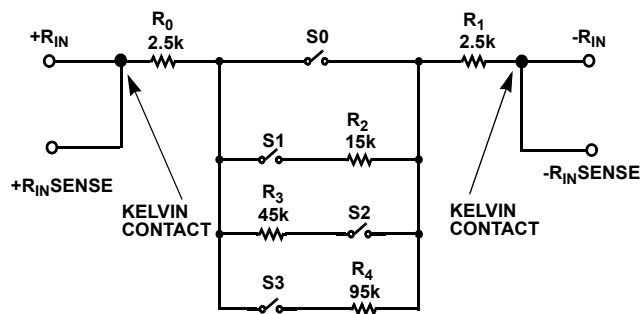 +RIN
R0
2.5k
S0
R1
2.5k
-RIN
S1
R2
15k
+RINSENSE
-RINSENSE
KELVIN
CONTACT
R3
45k
S2
KELVIN
CONTACT
S3
R4
95k